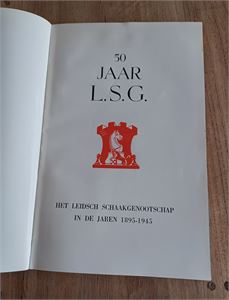 50
JAAR
L.S.G.
HET LEIDSCH SCHAAKGENOOTSCHAP
IN DE JAREN 1895-1945